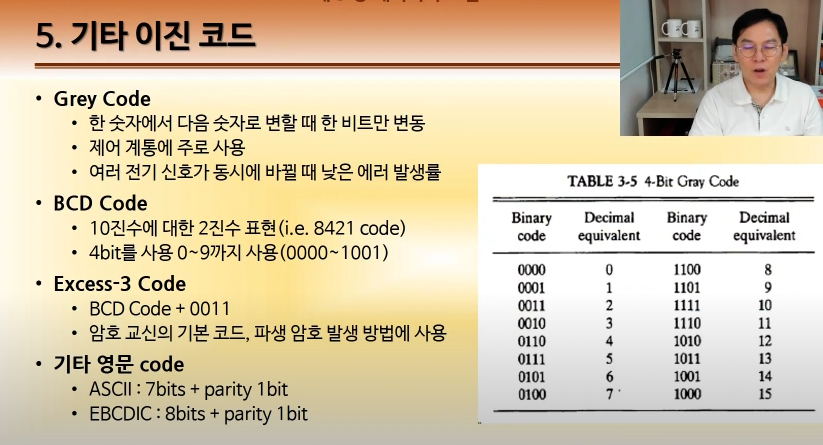 5. 기타 이진 코드
• Grey Code
• 한 숫자에서 다음 숫자로 변할 때 한 비트만 변동
• 제어 계통에 주로 사용
• 여러 전기 신호가 동시에 바뀔 때 낮은 에러 발생률
• BCD Code
• 10진수에 대한 2진수 표현(i.e. 8421 code)
• 4bit를 사용 0~9까지 사용(0000~1001)
• Excess-3 Code
• BCD Code + 0011
• 암호 교신의 기본 코드, 파생 암호 발생 방법에 사용
• 기타 영문 code
• ASCII : 7bits + parity 1bit
• EBCDIC : 8bits + parity 1bit
TABLE 3-5 4-Bit Gray Code
Binary code Decimal equivalent Binary code Decimal equivalent
0000 0 1100 8
0001 1 1101 9
0011 2 1111 10
0010 3 1110 11
0110 4 1010 12
0111 5 1011 13
0101 6 1001 14
0100 7 1000 15